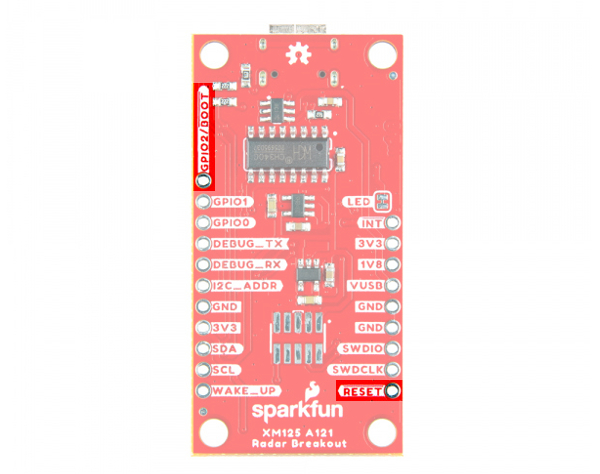 GPIO2/BOOT
GPIO1
GPIO0
DEBUG_TX
DEBUG_RX
I2C_ADDR
GND
3V3
SDA
SCL
WAKE_UP
LED
INT
3V3
1V8
VUSB
GND
GND
SWDIO
SWDCLK
RESET
sparkfun
XM125 A121
Radar Breakout